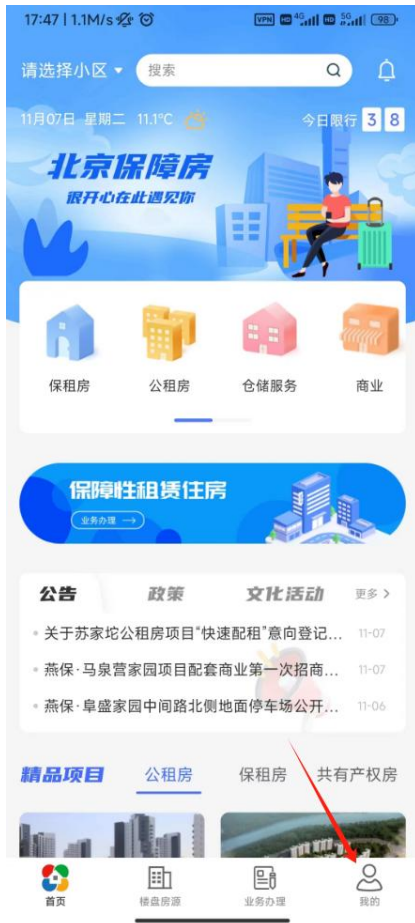 17:47 | 1.1M/s VPN HD 4G HD 5G 98
请选择小区 搜索
11月07日 星期二 11.1°C 今日限行 3 8
北京保障房
很开心在此遇见你
保租房 公租房 仓储服务 商业
保障性租赁住房
业务办理
公告 政策 文化活动 更多 >
关于苏家坨公租房项目“快速配租”意向登记... 11-07
燕保·马泉营家园项目配套商业第一次招商... 11-07
燕保·阜盛家园中间路北侧地面停车场公开... 11-06
精品项目 公租房 保租房 共有产权房
首页 楼盘房源 业务办理 我的